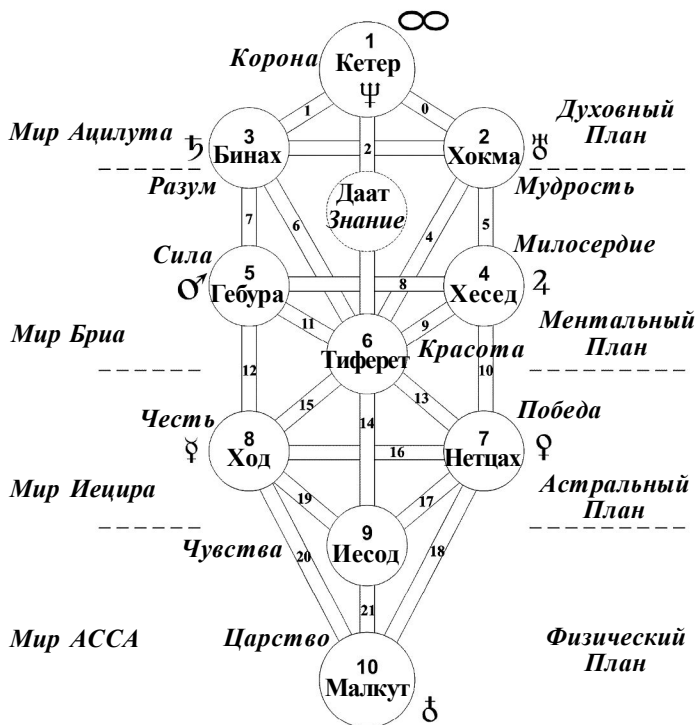 ∞
1
Корона
Кетер
♆
1
0
Мир Ацилута
♄
3
Бинах
2
2
Хокма
♅
Духовный
План
Разум
Даат
Знание
Мудрость
7
6
4
5
Сила
Милосердие
♂
5
Гебура
8
4
Хесед
♃
11
9
Мир Бриа
6
Тиферет
Красота
Ментальный
План
12
10
15
13
Честь
14
Победа
☿
8
Ход
16
7
Нетцах
♀
Мир Иецира
19
17
Астральный
План
Чувства
9
Иесод
20
18
21
Мир АССА
Царство
10
Малкут
♁
Физический
План